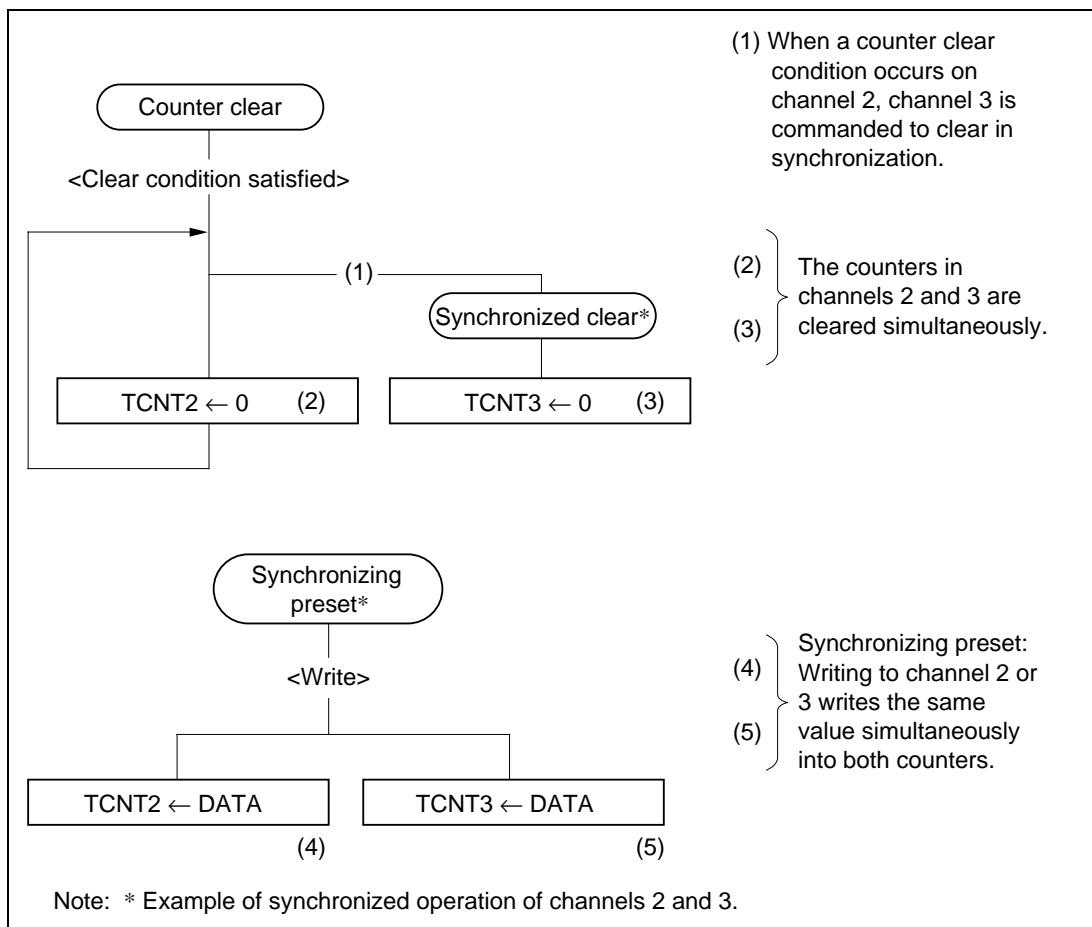 Counter clear
<Clear condition satisfied>
(1)
Synchronized clear*
TCNT2 ← 0 (2)
TCNT3 ← 0 (3)
(1) When a counter clear
condition occurs on
channel 2, channel 3 is
commanded to clear in
synchronization.
(2)
(3)
The counters in
channels 2 and 3 are
cleared simultaneously.
Synchronizing
preset*
<Write>
TCNT2 ← DATA
(4)
TCNT3 ← DATA
(5)
(4)
(5)
Synchronizing preset:
Writing to channel 2 or
3 writes the same
value simultaneously
into both counters.
Note: * Example of synchronized operation of channels 2 and 3.